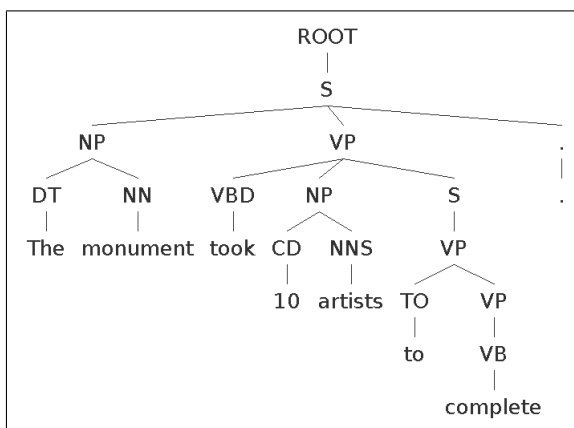 ROOT
S
NP VP .
DT NN VBD NP S .
The monument took CD NNS VP
10 artists TO VP
to VB
complete